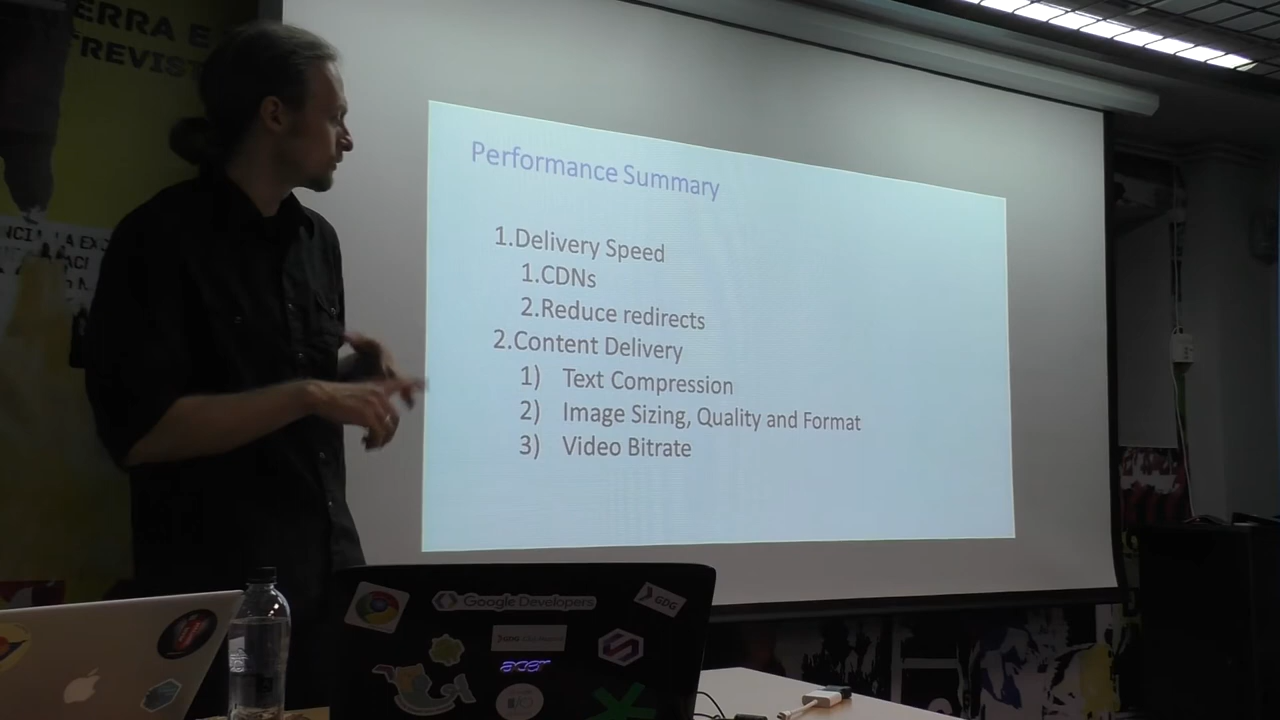 ERRA E
TREVIST
Performance Summary
1.Delivery Speed
1.CDNs
2.Reduce redirects
2.Content Delivery
1) Text Compression
2) Image Sizing, Quality and Format
3) Video Bitrate
Google Developers
GDG
acer